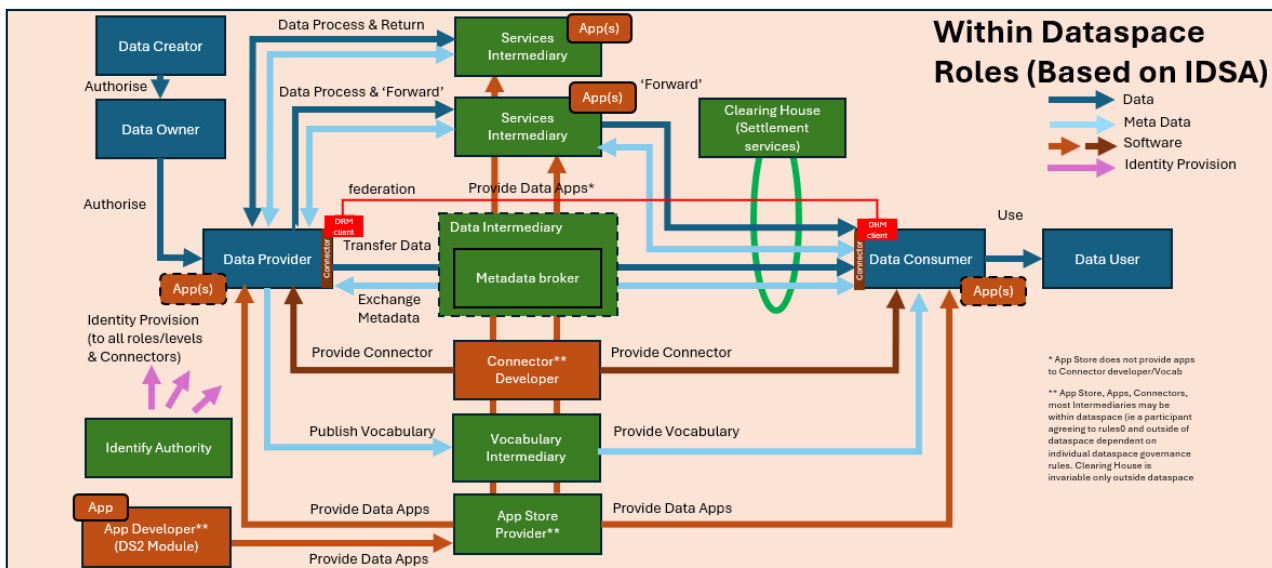 Within Dataspace
Roles (Based on IDSA)
Data
Meta Data
Software
Identity Provision
Data Creator
Authorise
Data Owner
Authorise
Data Process & Return
Services
Intermediary
App(s)
Data Process & ‘Forward’
Services
Intermediary
App(s)
‘Forward’
Clearing House
(Settlement
services)
federation
Provide Data Apps*
DRM
client
Connector
Data Provider
App(s)
Transfer Data
Data Intermediary
Metadata broker
Exchange
Metadata
DRM
client
Connector
Data Consumer
App(s)
Use
Data User
Identity Provision
(to all roles/levels
& Connectors)
Identify Authority
Provide Connector
Connector**
Developer
Provide Connector
Publish Vocabulary
Vocabulary
Intermediary
Provide Vocabulary
App
App Developer**
(DS2 Module)
Provide Data Apps
Provide Data Apps
App Store
Provider**
Provide Data Apps
* App Store does not provide apps
to Connector developer/Vocab
** App Store, Apps, Connectors,
most Intermediaries may be
within dataspace (ie a participant
agreeing to rules0 and outside of
dataspace dependent on
individual dataspace governance
rules. Clearing House is
invariable only outside dataspace